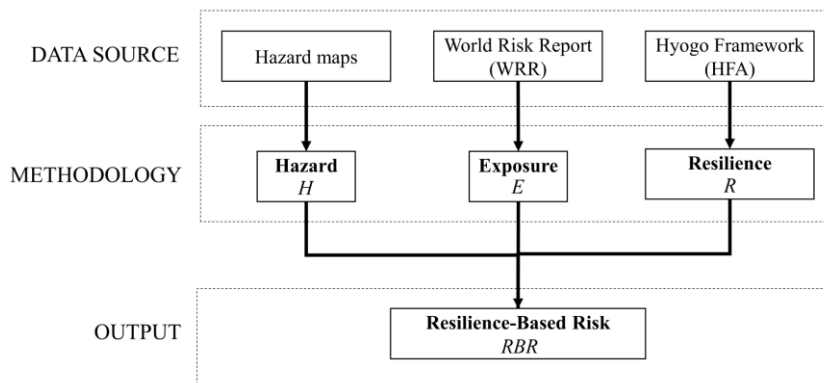 DATA SOURCE
Hazard maps
World Risk Report
(WRR)
Hyogo Framework
(HFA)
METHODOLOGY
Hazard
H
Exposure
E
Resilience
R
OUTPUT
Resilience-Based Risk
RBR